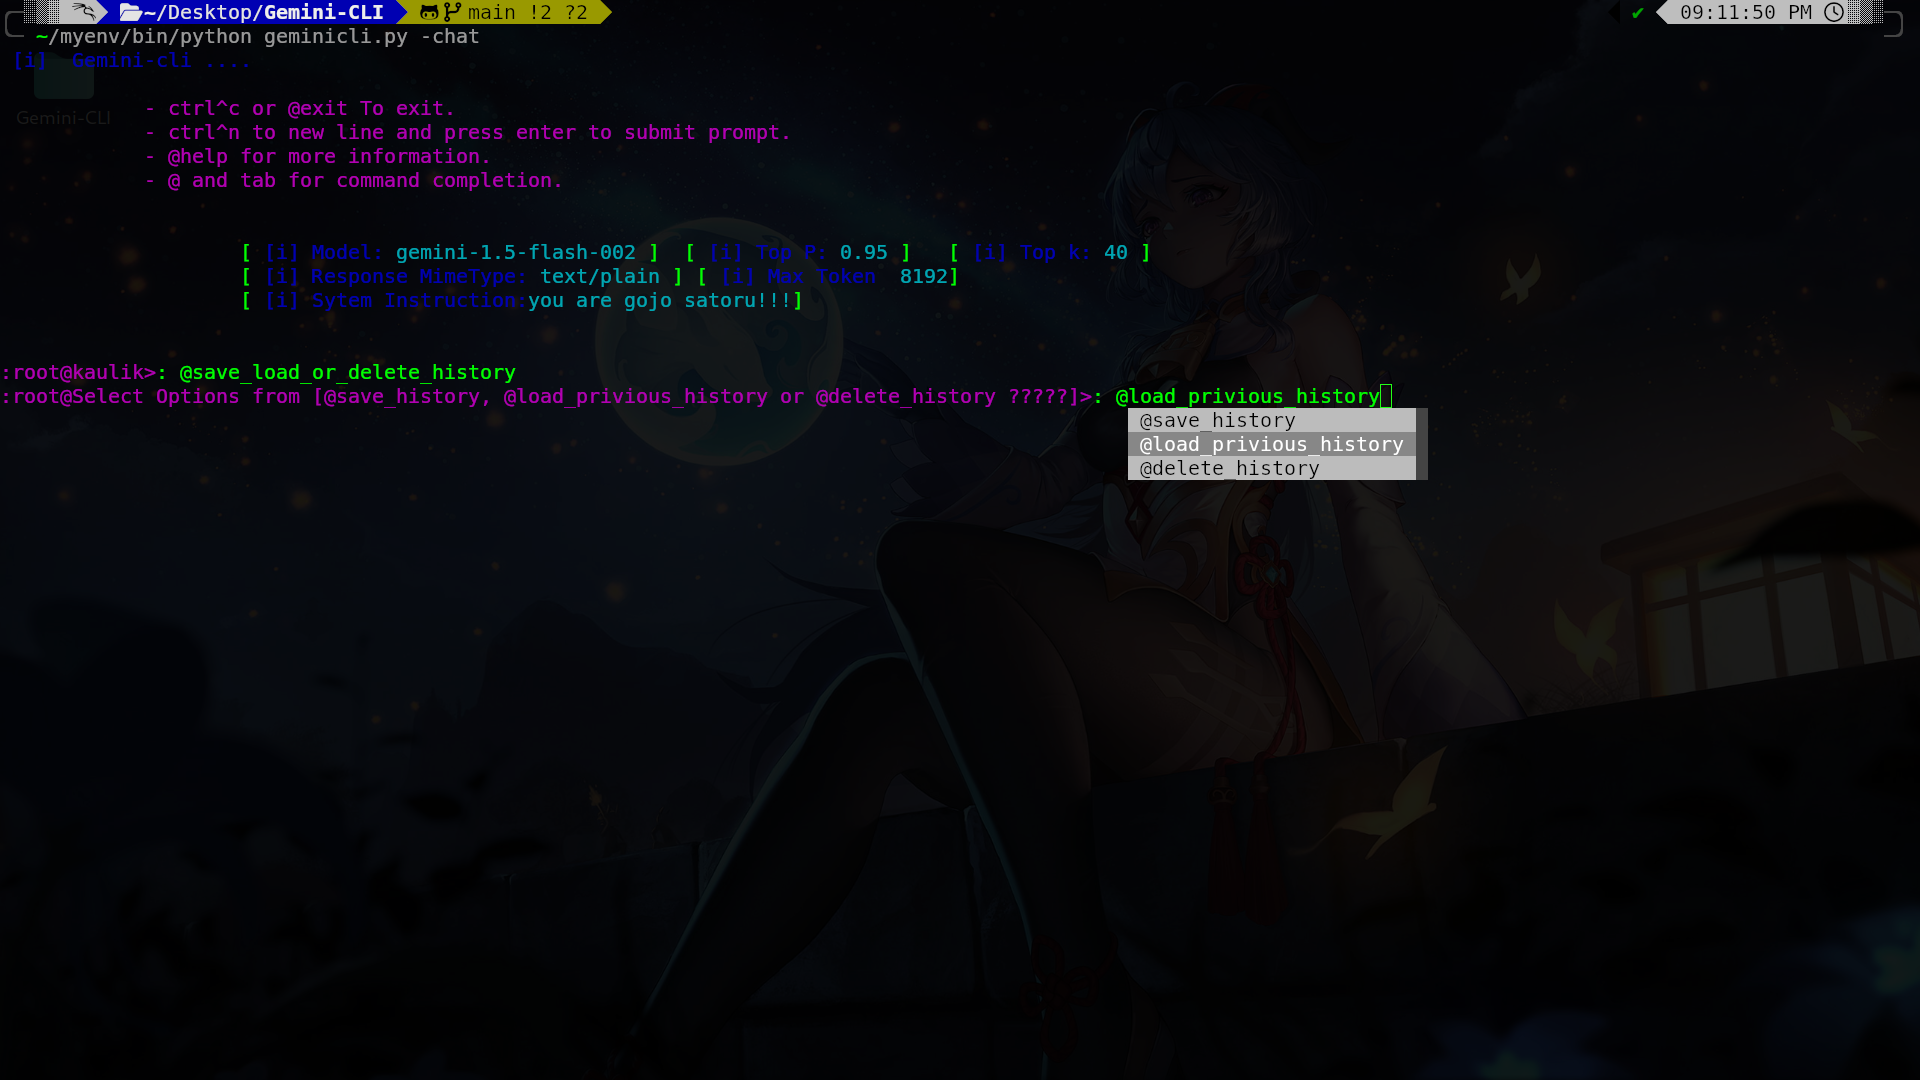 ~/Desktop/Gemini-CLI main !2 ?2 ✔ 09:11:50 PM
~/myenv/bin/python geminicli.py -chat
[i] Gemini-cli ....
Gemini-CLI
- ctrl^c or @exit To exit.
- ctrl^n to new line and press enter to submit prompt.
- @help for more information.
- @ and tab for command completion.
[ [i] Model: gemini-1.5-flash-002 ] [ [i] Top P: 0.95 ] [ [i] Top k: 40 ]
[ [i] Response MimeType: text/plain ] [ [i] Max Token 8192]
[ [i] Sytem Instruction:you are gojo satoru!!!]
:root@kaulik>: @save_load_or_delete_history
:root@Select Options from [@save_history, @load_privious_history or @delete_history ?????]>: @load_privious_history
@save_history
@load_privious_history
@delete_history